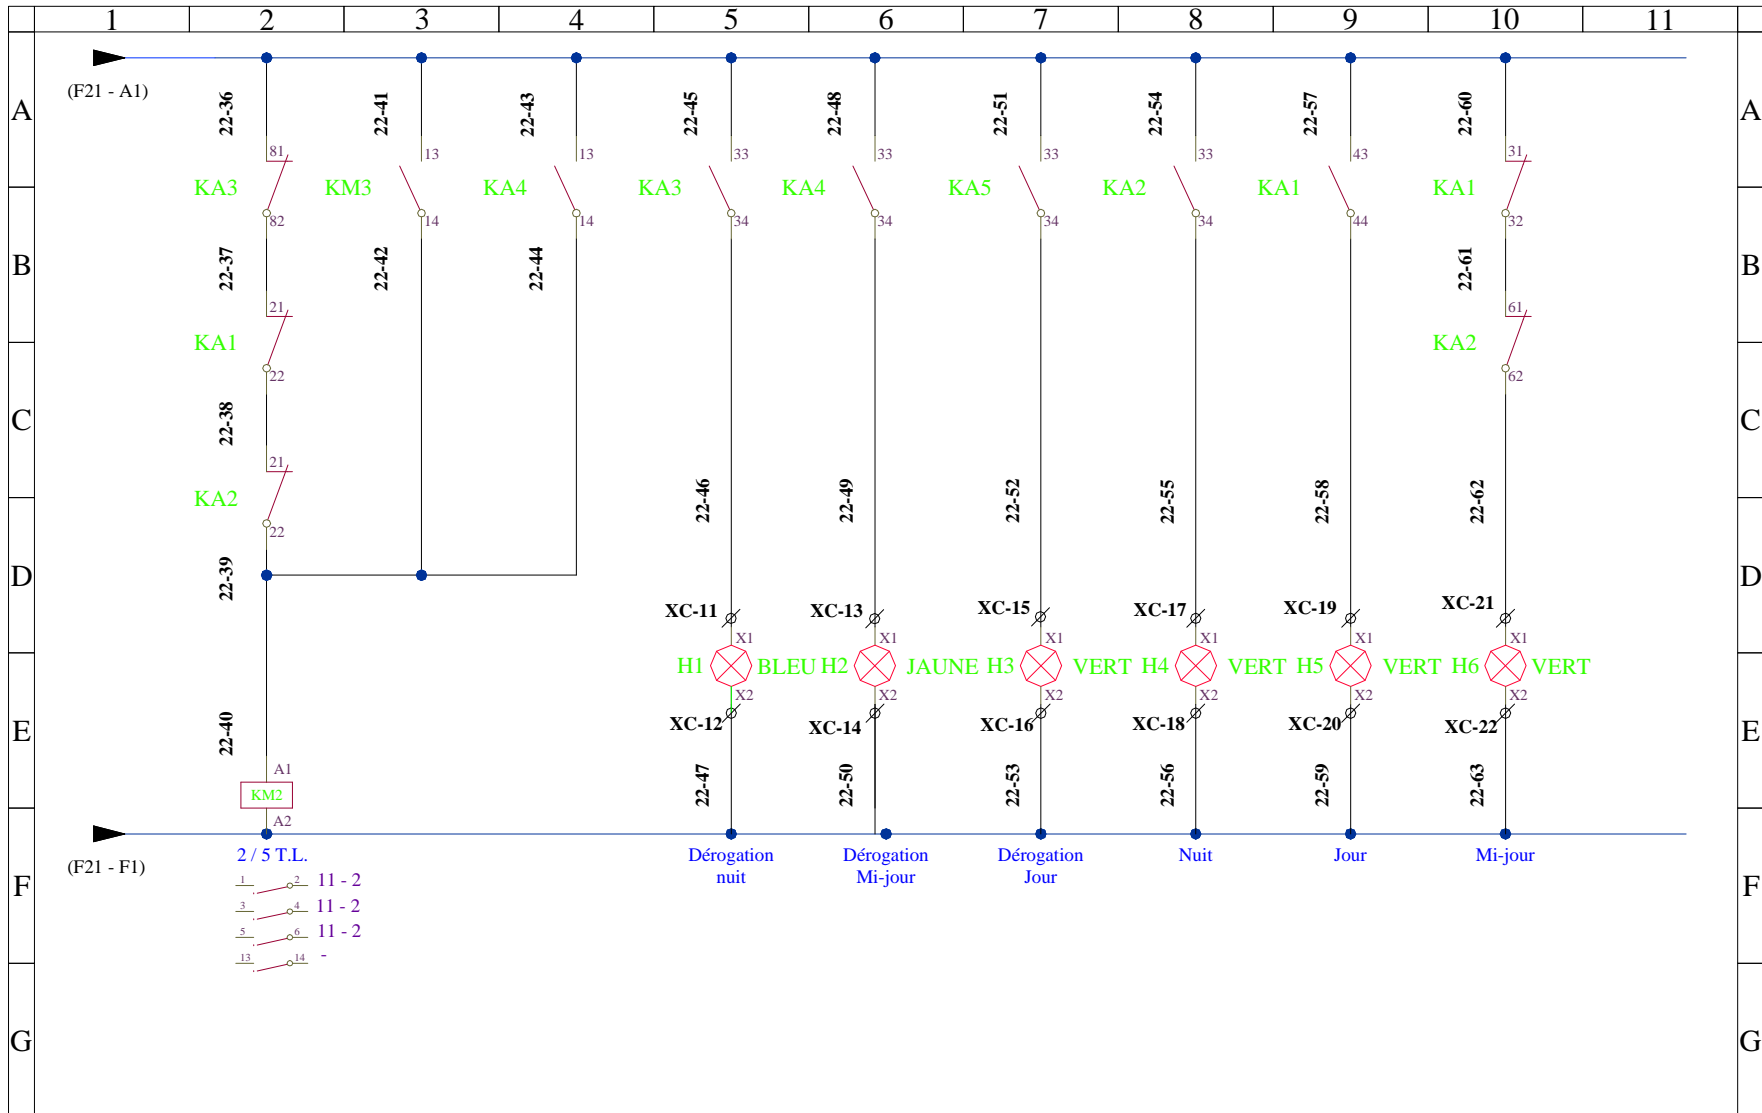 1 2 3 4 5 6 7 8 9 10 11
(F21 - A1)
A 22-36 22-41 22-43 22-45 22-48 22-51 22-54 22-57 22-60 A
81 13 13 33 33 33 33 43 31
KA3 KM3 KA4 KA3 KA4 KA5 KA2 KA1 KA1
82 14 14 34 34 34 34 44 32
B 22-37 22-42 22-44 22-61 B
21 61
KA1 KA2
22 62
C 22-38 C
21
KA2 22-46 22-49 22-52 22-55 22-58 22-62
22
D 22-39 D
XC-11 XC-13 XC-15 XC-17 XC-19 XC-21
X1 X1 X1 X1 X1 X1
H1 BLEU H2 JAUNE H3 VERT H4 VERT H5 VERT H6 VERT
X2 X2 X2 X2 X2 X2
XC-12 XC-14 XC-16 XC-18 XC-20 XC-22
E 22-40 E
A1
KM2 22-47 22-50 22-53 22-56 22-59 22-63
A2
(F21 - F1)
2 / 5 T.L. Dérogation Dérogation Dérogation Nuit Jour Mi-jour
nuit Mi-jour Jour
F 1 2 11 - 2 F
3 4 11 - 2
5 6 11 - 2
13 14 -
G G